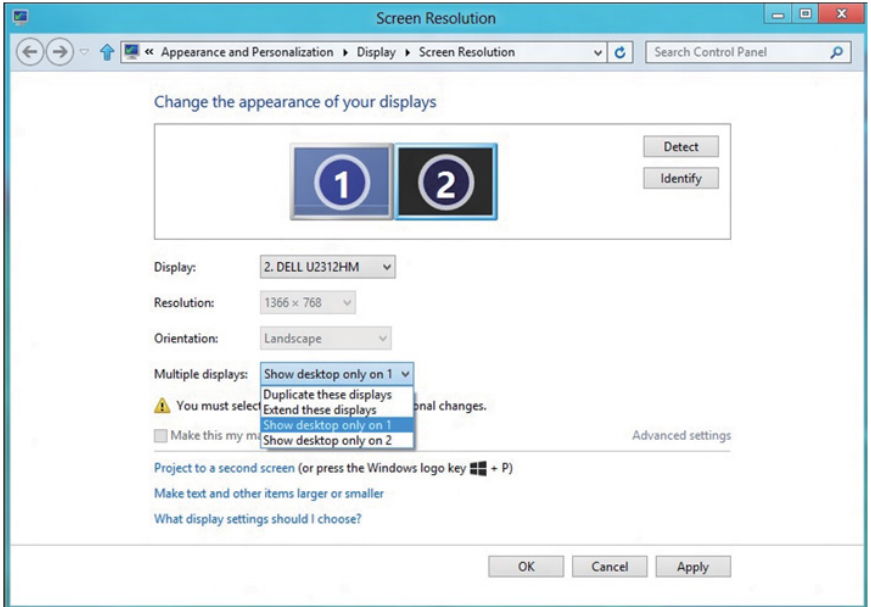 Screen Resolution
« Appearance and Personalization ▸ Display ▸ Screen Resolution Search Control Panel
Change the appearance of your displays
1 2
Detect
Identify
Display: 2. DELL U2312HM
Resolution: 1366 × 768
Orientation: Landscape
Multiple displays: Show desktop only on 1
Duplicate these displays
You must selec onal changes.
Extend these displays
Show desktop only on 1
Make this my ma Advanced settings
Show desktop only on 2
Project to a second screen (or press the Windows logo key + P)
Make text and other items larger or smaller
What display settings should I choose?
OK Cancel Apply